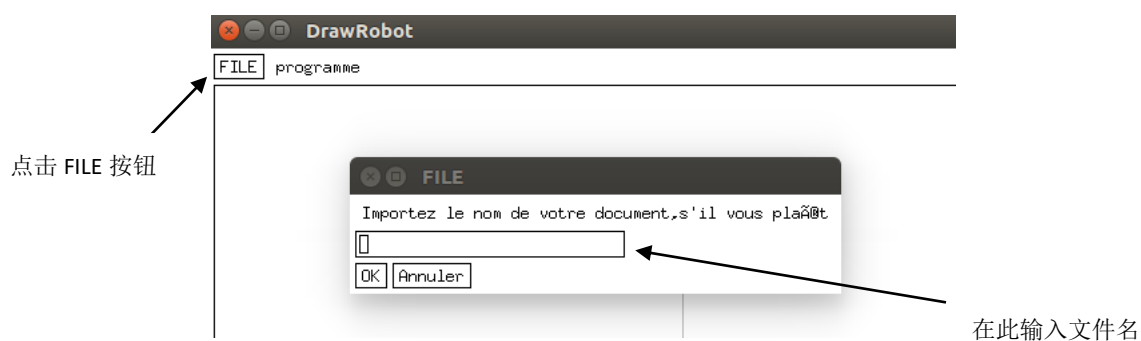 DrawRobot
FILE programme
点击 FILE 按钮
FILE
Importez le nom de votre document,s'il vous plaÃ®t
OK Annuler
在此输入文件名